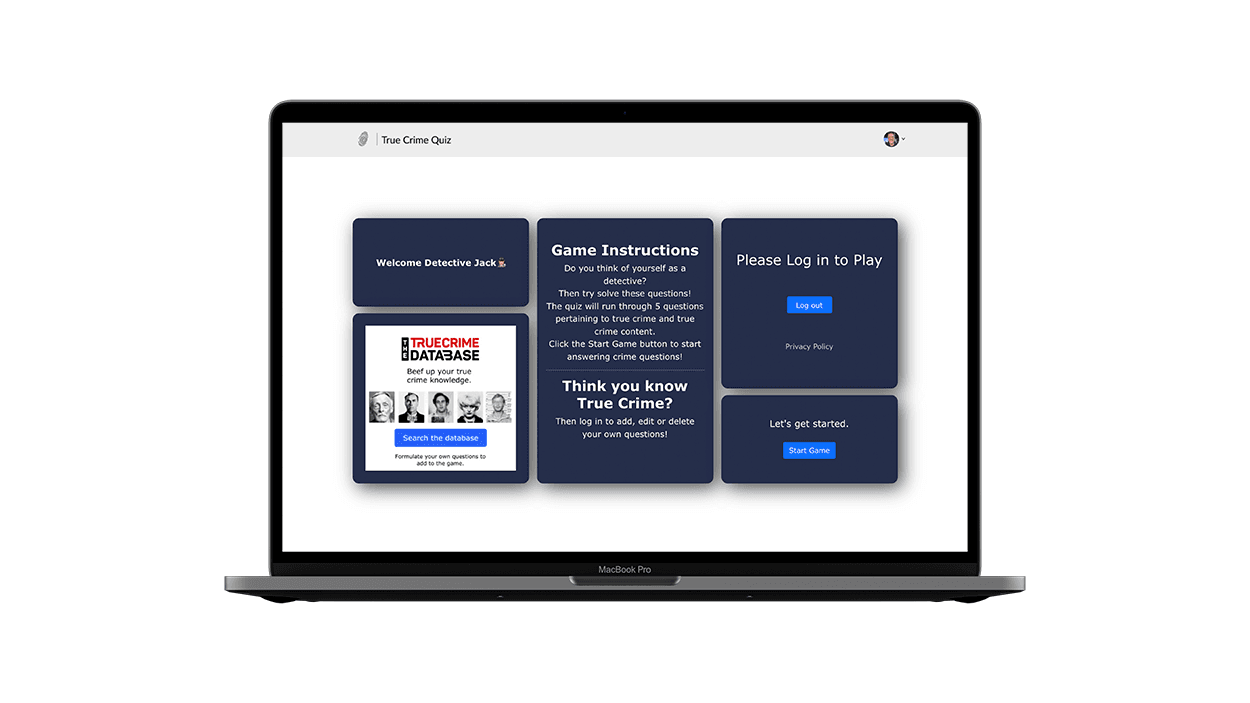 True Crime Quiz
Welcome Detective Jack
THE
TRUECRIME
DATABASE
Beef up your true
crime knowledge.
Search the database
Formulate your own questions to
add to the game.
Game Instructions
Do you think of yourself as a
detective?
Then try solve these questions!
The quiz will run through 5 questions
pertaining to true crime and true
crime content.
Click the Start Game button to start
answering crime questions!
Think you know
True Crime?
Then log in to add, edit or delete
your own questions!
Please Log in to Play
Log out
Privacy Policy
Let's get started.
Start Game
MacBook Pro